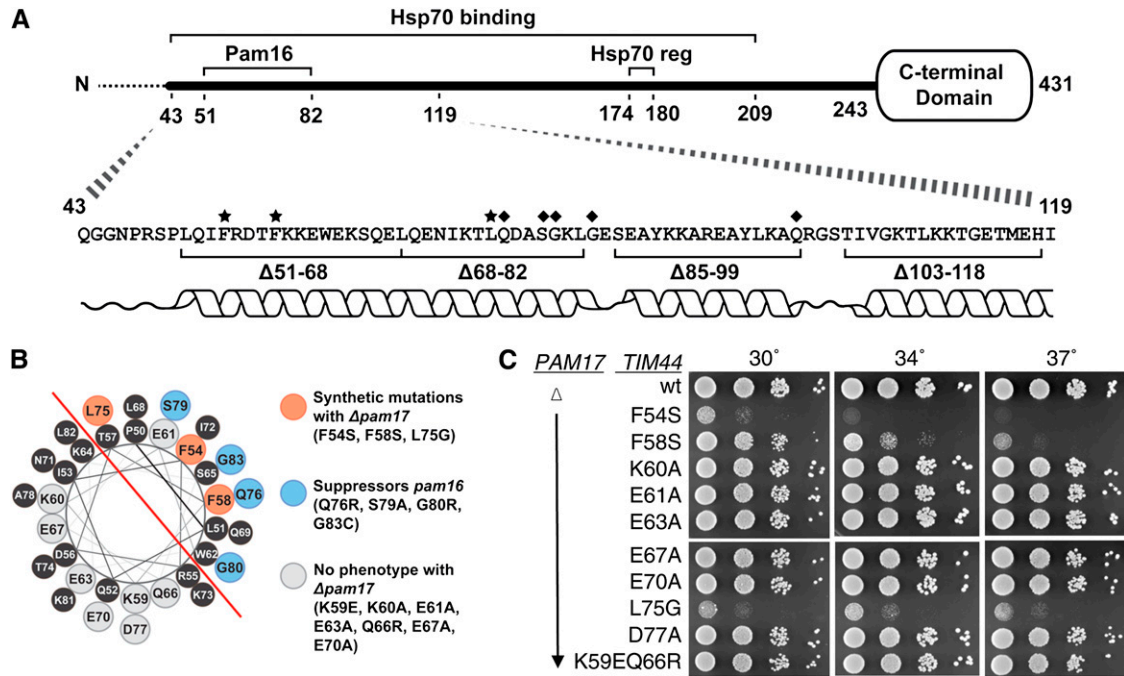 A
Hsp70 binding
Pam16
Hsp70 reg
N
C-terminal
Domain
431
43 51 82 119 174 180 209 243
43 119
★ ★ ★ ◆ ◆ ◆ ◆ ◆
QGGNPRSPLQIFRDTFKKEWEKSQELQENIKTLQDASGKLGESEAYKKAREAYLKAQRGSTIVGKTLKKTGETMEHI
Δ51-68 Δ68-82 Δ85-99 Δ103-118
B
L75
L68
S79
L82
T57
P50
E61
I72
K64
F54
N71
I53
S65
G83
A78
K60
F58
Q76
E67
L51
Q69
D56
W62
T74
G80
E63
Q52
K59
Q66
R55
K73
K81
E70
D77
Synthetic mutations
with Δpam17
(F54S, F58S, L75G)
Suppressors pam16
(Q76R, S79A, G80R,
G83C)
No phenotype with
Δpam17
(K59E, K60A, E61A,
E63A, Q66R, E67A,
E70A)
C
PAM17 TIM44 30° 34° 37°
Δ wt
F54S
F58S
K60A
E61A
E63A
E67A
E70A
L75G
D77A
K59EQ66R